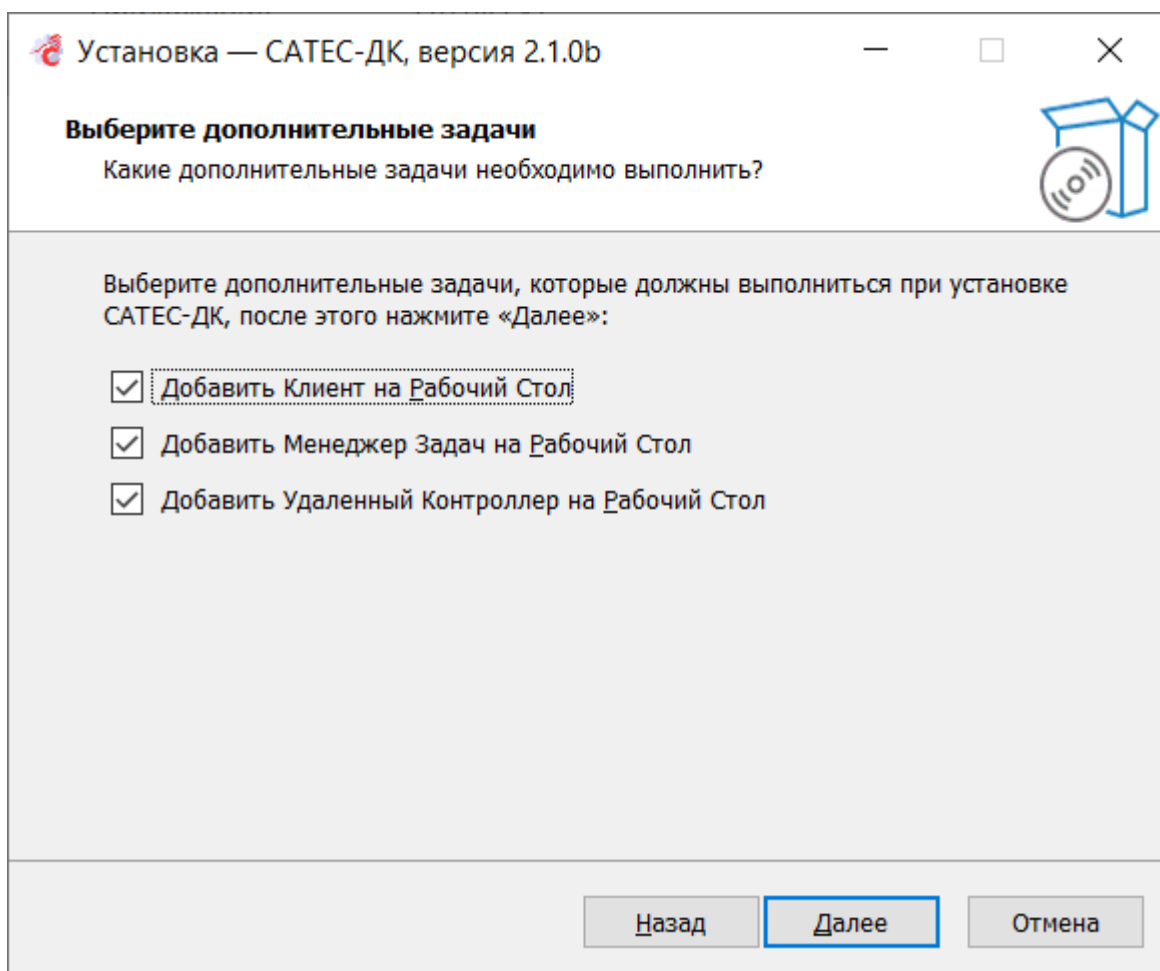 Установка — САТЕС-ДК, версия 2.1.0b
Выберите дополнительные задачи
Какие дополнительные задачи необходимо выполнить?
Выберите дополнительные задачи, которые должны выполниться при установке
САТЕС-ДК, после этого нажмите «Далее»:
Добавить Клиент на Рабочий Стол
Добавить Менеджер Задач на Рабочий Стол
Добавить Удаленный Контроллер на Рабочий Стол
Назад Далее Отмена